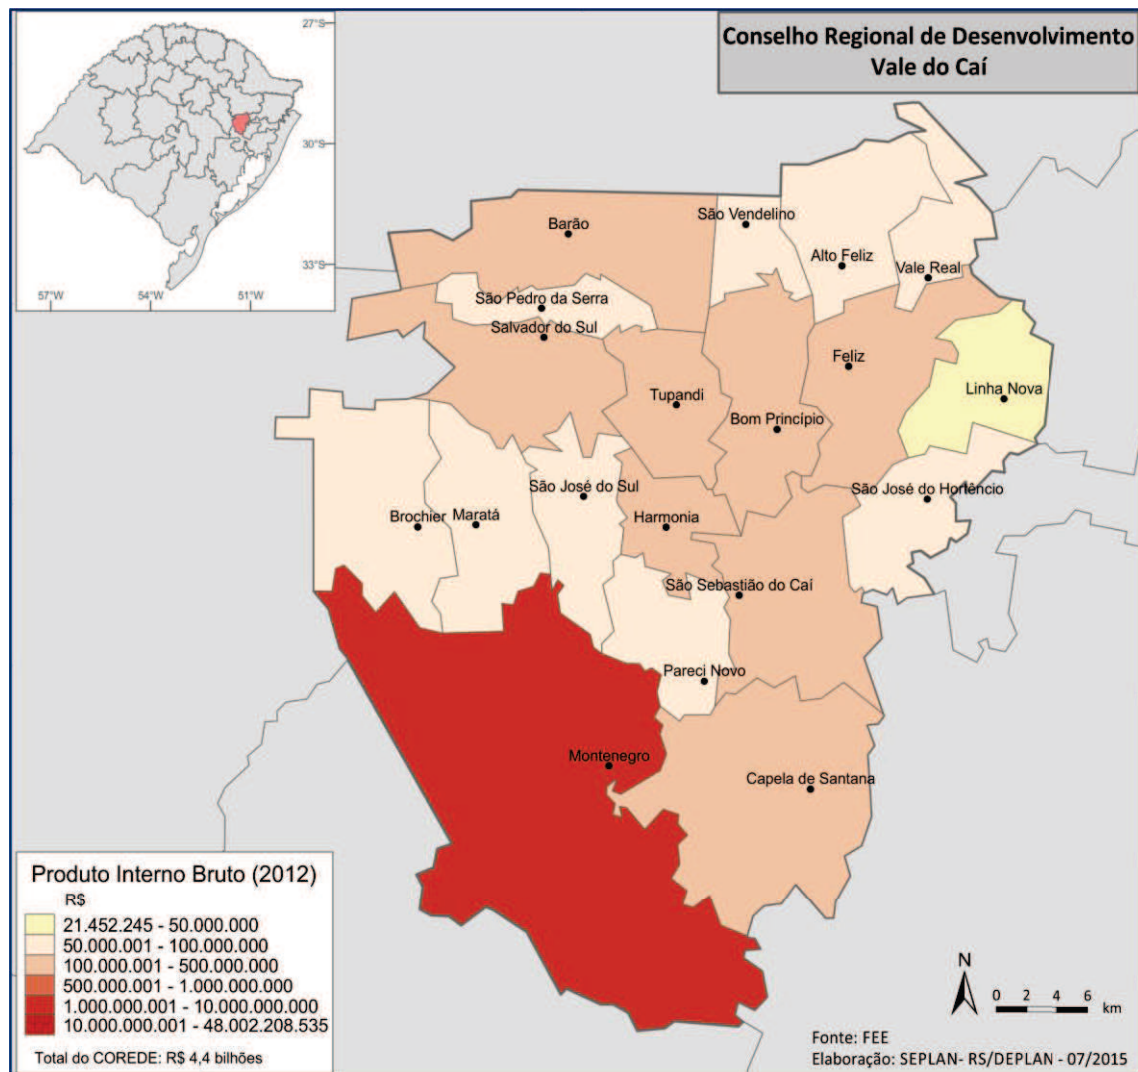 Conselho Regional de Desenvolvimento
Vale do Caí
27°S
30°S
33°S
57°W
54°W
51°W
São Vendelino
Barão
Alto Feliz
Vale Real
São Pedro da Serra
Salvador do Sul
Feliz
Linha Nova
Tupandi
Bom Princípio
São José do Sul
São José do Hortêncio
Brochier
Maratá
Harmonia
São Sebastião do Caí
Pareci Novo
Montenegro
Capela de Santana
Produto Interno Bruto (2012)
R$
21.452.245 - 50.000.000
50.000.001 - 100.000.000
100.000.001 - 500.000.000
500.000.001 - 1.000.000.000
1.000.000.001 - 10.000.000.000
10.000.000.001 - 48.002.208.535
Total do COREDE: R$ 4,4 bilhões
N
0 2 4 6
km
Fonte: FEE
Elaboração: SEPLAN- RS/DEPLAN - 07/2015